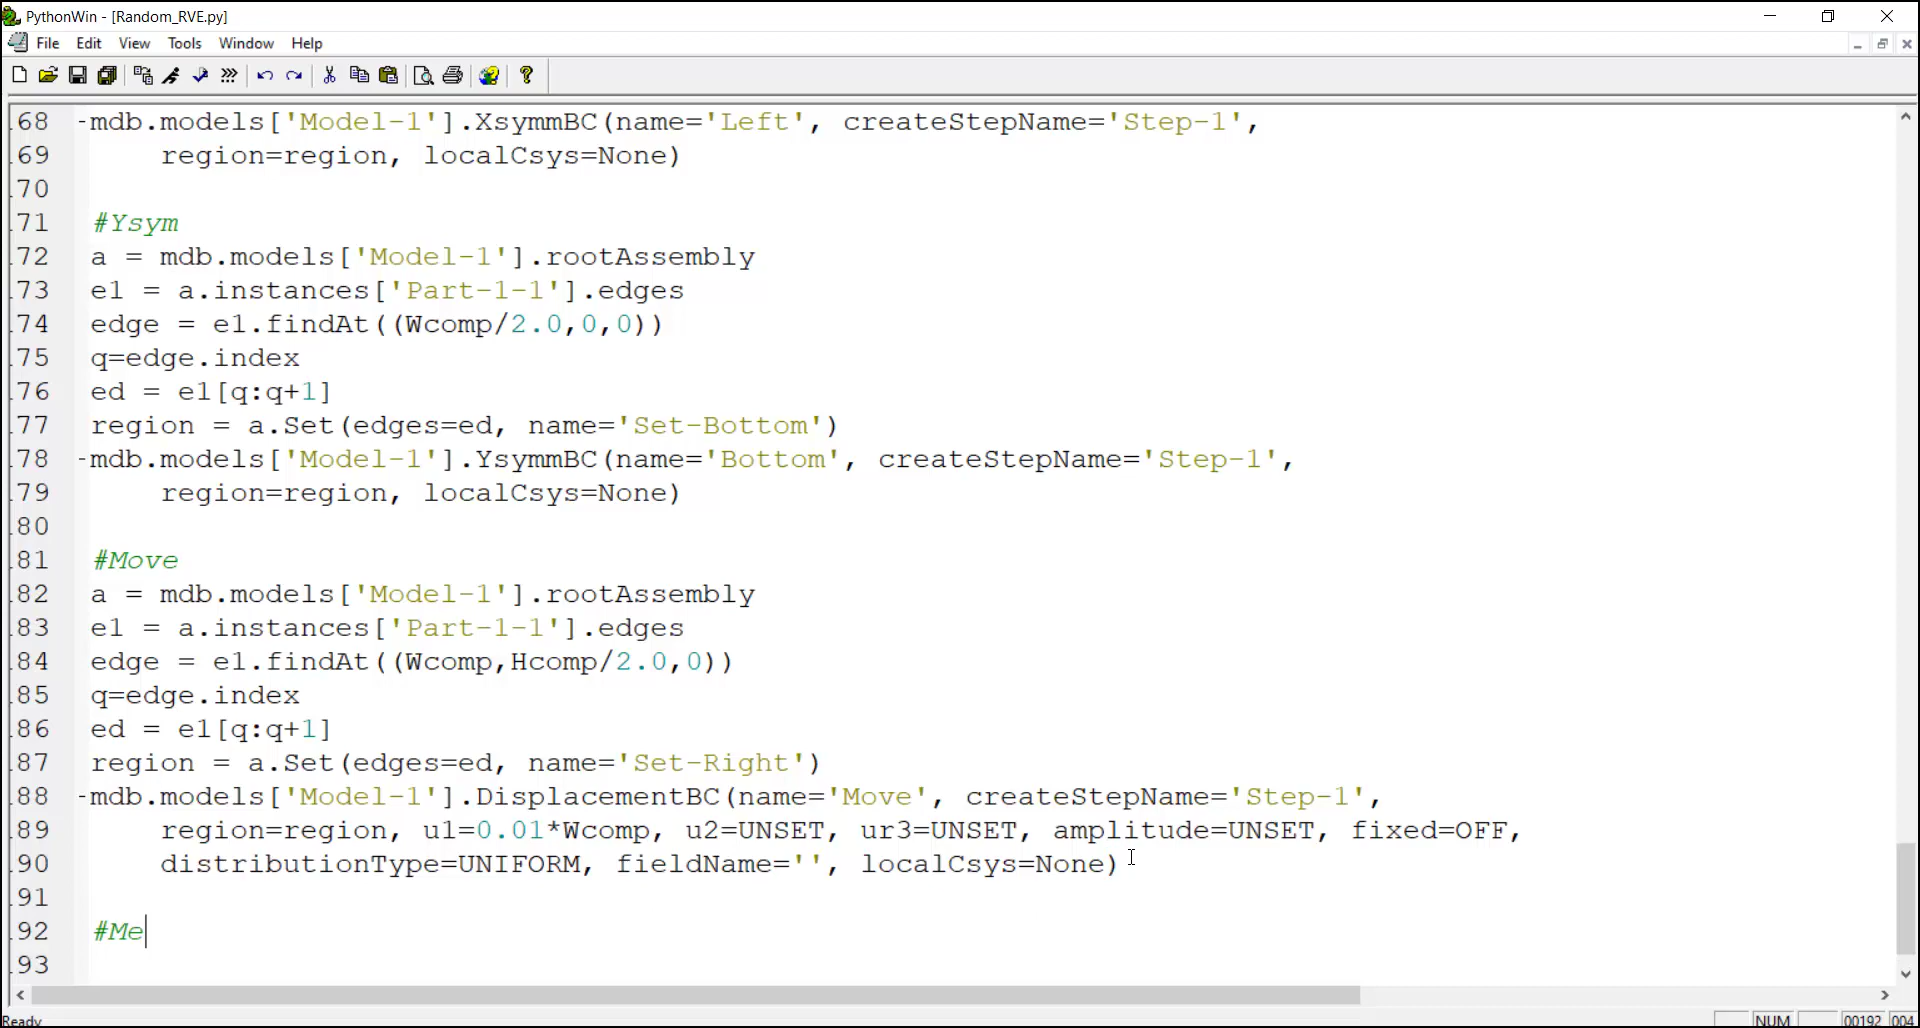 PythonWin - [Random_RVE.py]
File Edit View Tools Window Help
68 -mdb.models['Model-1'].XsymmBC(name='Left', createStepName='Step-1',
69 region=region, localCsys=None)
70
71 #Ysym
72 a = mdb.models['Model-1'].rootAssembly
73 e1 = a.instances['Part-1-1'].edges
74 edge = e1.findAt((Wcomp/2.0,0,0))
75 q=edge.index
76 ed = e1[q:q+1]
77 region = a.Set(edges=ed, name='Set-Bottom')
78 -mdb.models['Model-1'].YsymmBC(name='Bottom', createStepName='Step-1',
79 region=region, localCsys=None)
80
81 #Move
82 a = mdb.models['Model-1'].rootAssembly
83 e1 = a.instances['Part-1-1'].edges
84 edge = e1.findAt((Wcomp,Hcomp/2.0,0))
85 q=edge.index
86 ed = e1[q:q+1]
87 region = a.Set(edges=ed, name='Set-Right')
88 -mdb.models['Model-1'].DisplacementBC(name='Move', createStepName='Step-1',
89 region=region, u1=0.01*Wcomp, u2=UNSET, ur3=UNSET, amplitude=UNSET, fixed=OFF,
90 distributionType=UNIFORM, fieldName='', localCsys=None)
91
92 #Me
93
Ready NUM 00192 004